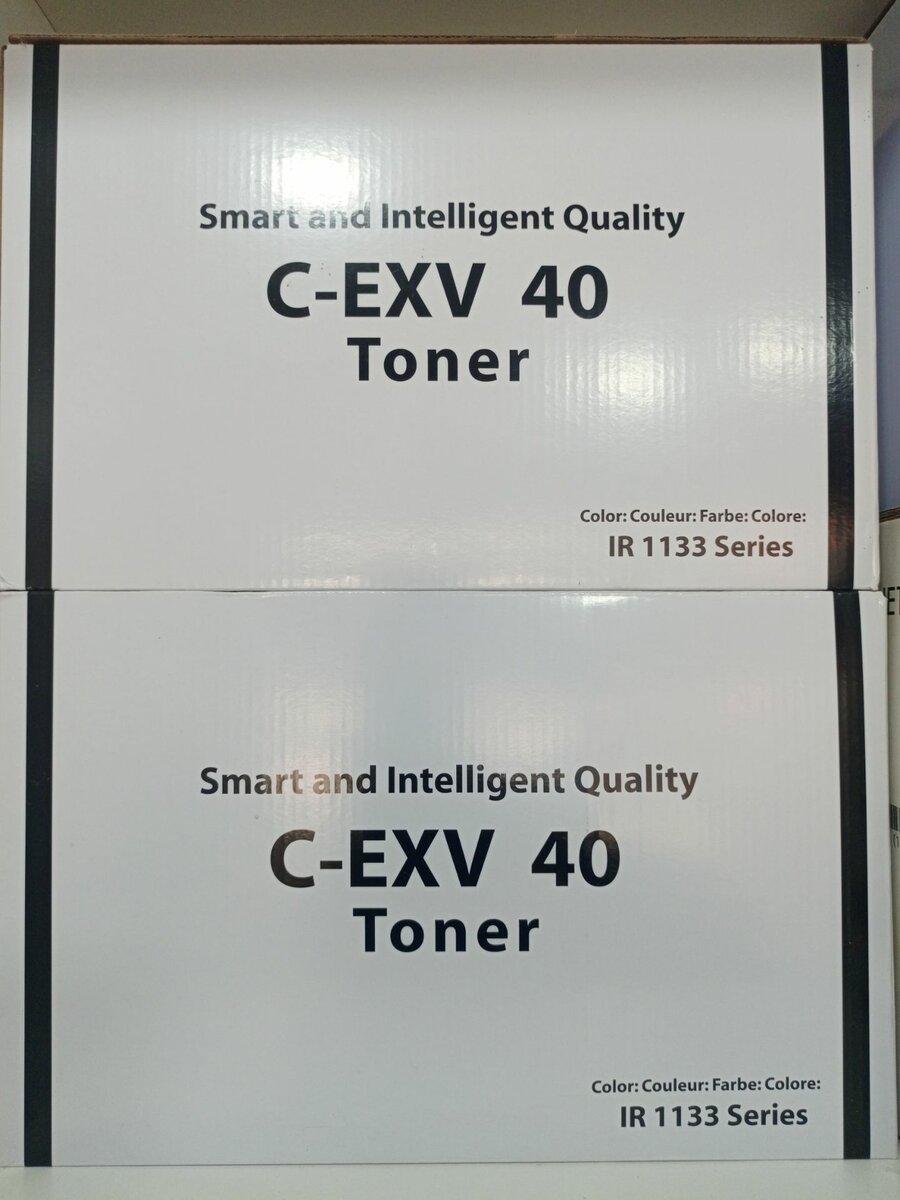 Smart and Intelligent Quality
C-EXV 40
Toner
Color: Couleur: Farbe: Colore:
IR 1133 Series
Smart and Intelligent Quality
C-EXV 40
Toner
Color: Couleur: Farbe: Colore:
IR 1133 Series